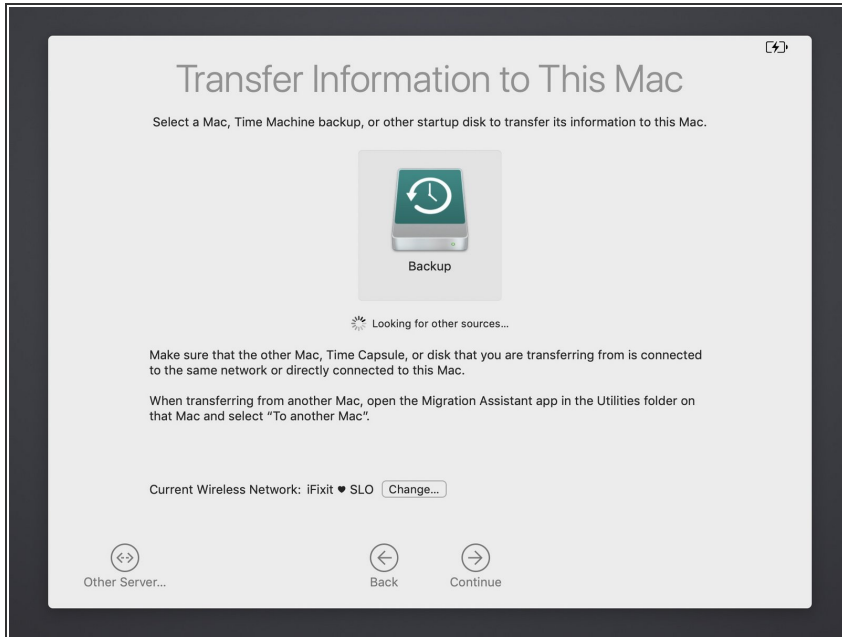 Transfer Information to This Mac
Select a Mac, Time Machine backup, or other startup disk to transfer its information to this Mac.
Backup
Looking for other sources...
Make sure that the other Mac, Time Capsule, or disk that you are transferring from is connected
to the same network or directly connected to this Mac.
When transferring from another Mac, open the Migration Assistant app in the Utilities folder on
that Mac and select “To another Mac”.
Current Wireless Network: iFixit ♥ SLO Change...
Other Server... Back Continue